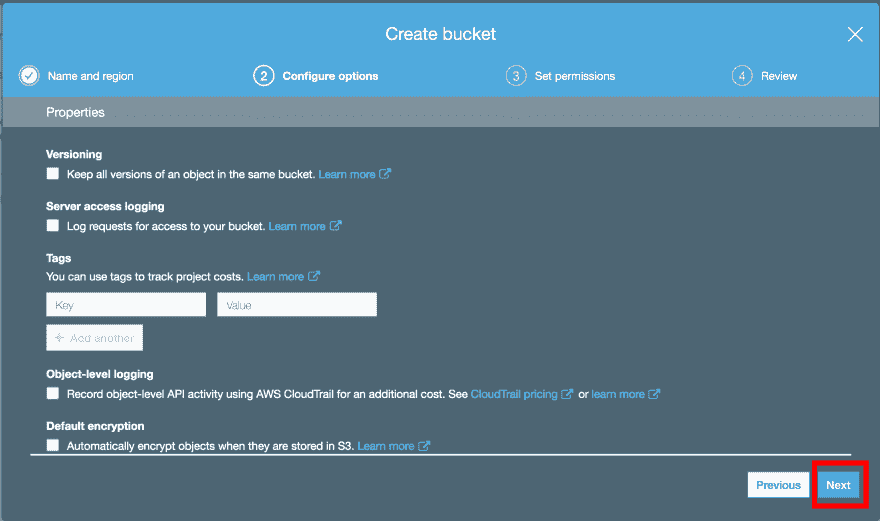 Create bucket
Name and region
2 Configure options
3 Set permissions
4 Review
Properties
Versioning
Keep all versions of an object in the same bucket. Learn more
Server access logging
Log requests for access to your bucket. Learn more
Tags
You can use tags to track project costs. Learn more
Key Value
+ Add another
Object-level logging
Record object-level API activity using AWS CloudTrail for an additional cost. See CloudTrail pricing or learn more
Default encryption
Automatically encrypt objects when they are stored in S3. Learn more
Previous Next